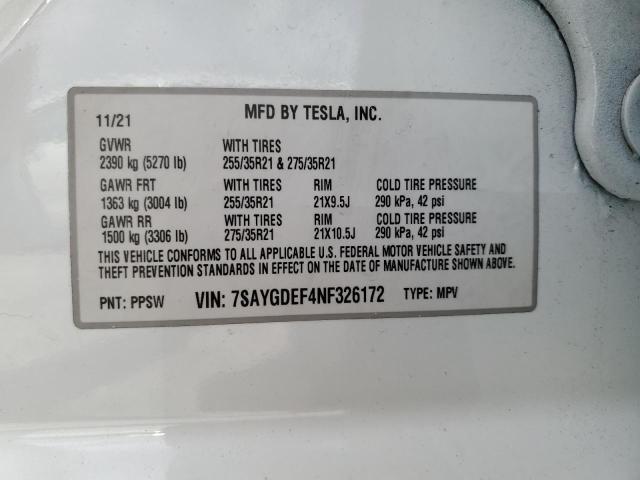 11/21 MFD BY TESLA, INC.
GVWR WITH TIRES
2390 kg (5270 lb) 255/35R21 & 275/35R21
GAWR FRT WITH TIRES RIM COLD TIRE PRESSURE
1363 kg (3004 lb) 255/35R21 21X9.5J 290 kPa, 42 psi
GAWR RR WITH TIRES RIM COLD TIRE PRESSURE
1500 kg (3306 lb) 275/35R21 21X10.5J 290 kPa, 42 psi
THIS VEHICLE CONFORMS TO ALL APPLICABLE U.S. FEDERAL MOTOR VEHICLE SAFETY AND
THEFT PREVENTION STANDARDS IN EFFECT ON THE DATE OF MANUFACTURE SHOWN ABOVE.
PNT: PPSW VIN: 7SAYGDEF4NF326172 TYPE: MPV